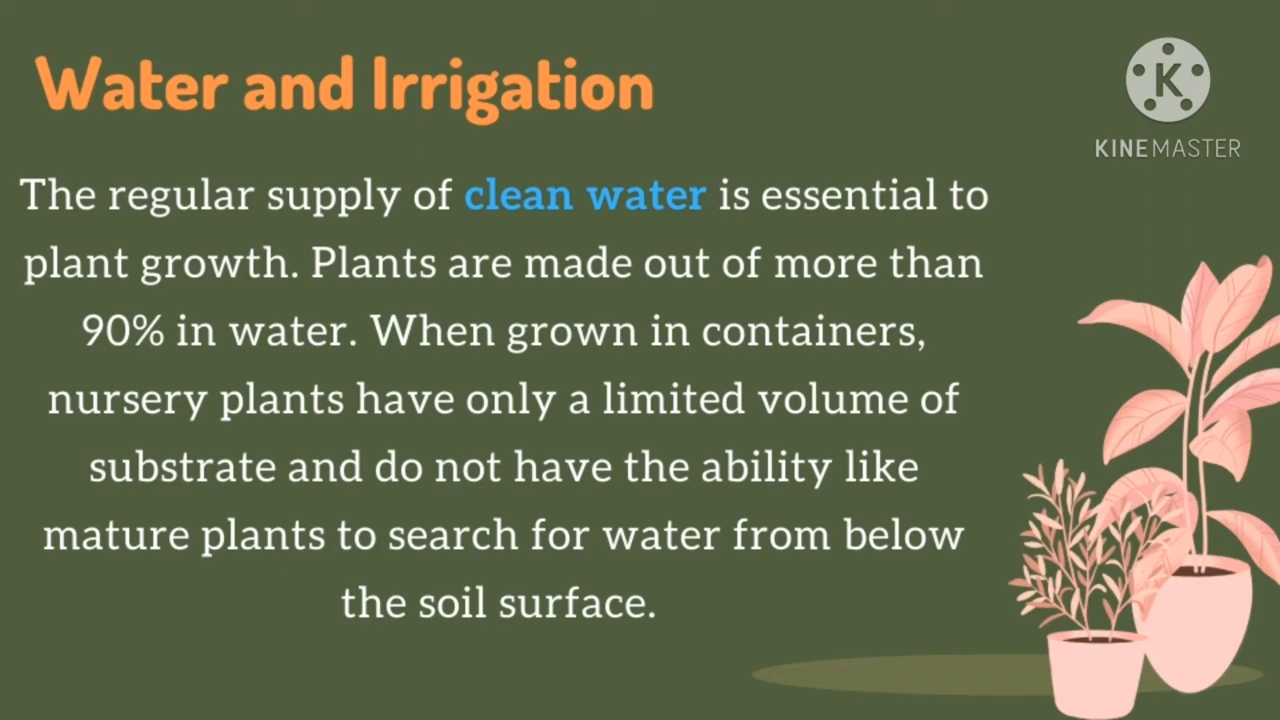 Water and Irrigation
K
KINEMASTER
The regular supply of clean water is essential to
plant growth. Plants are made out of more than
90% in water. When grown in containers,
nursery plants have only a limited volume of
substrate and do not have the ability like
mature plants to search for water from below
the soil surface.